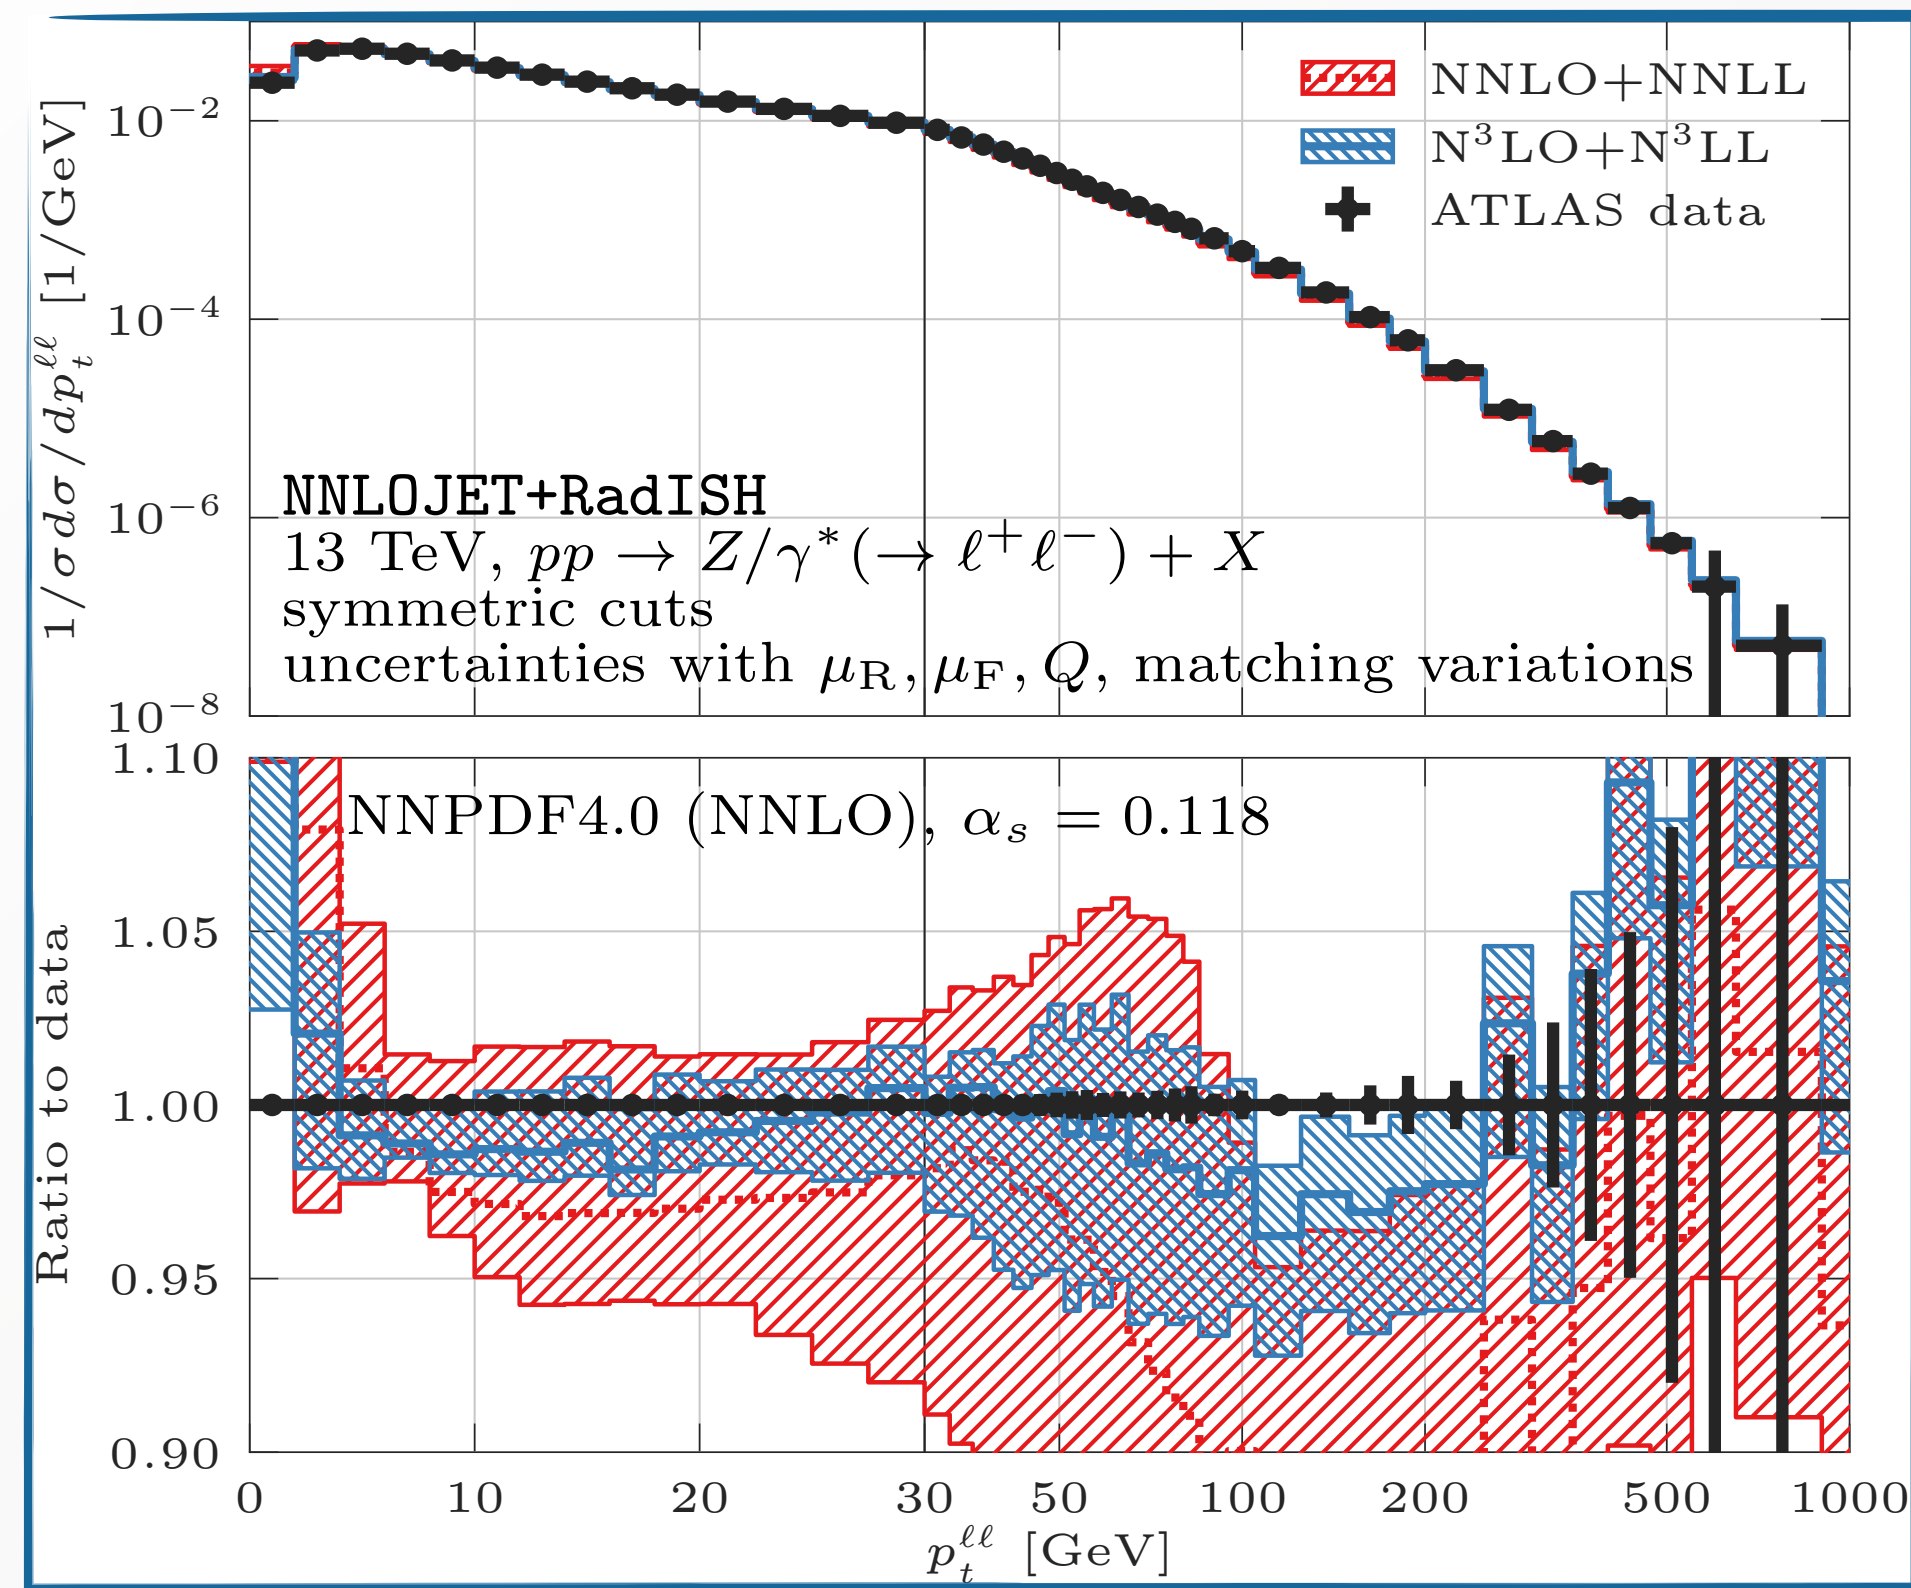 NNLO+NNLL
N³LO+N³LL
ATLAS data
1/σ dσ/dp_t^{ℓℓ} [1/GeV]
10⁻²
10⁻⁴
10⁻⁶
10⁻⁸
NNLOJET+RadISH
13 TeV, pp → Z/γ*(→ ℓ⁺ℓ⁻) + X
symmetric cuts
uncertainties with μ_R, μ_F, Q, matching variations
NNPDF4.0 (NNLO), α_s = 0.118
Ratio to data
1.10
1.05
1.00
0.95
0.90
0 10 20 30 50 100 200 500 1000
p_t^{ℓℓ} [GeV]